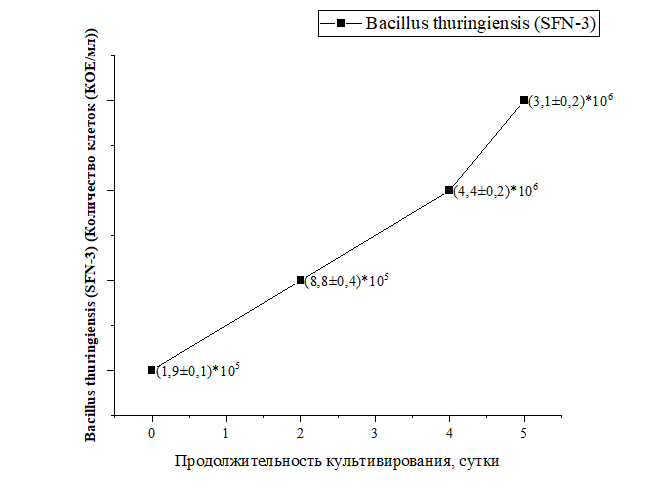 Bacillus thuringiensis (SFN-3)
Bacillus thuringiensis (SFN-3) (Количество клеток (КОЕ/мл))
(3,1±0,2)*10⁶
(4,4±0,2)*10⁶
(8,8±0,4)*10⁵
(1,9±0,1)*10⁵
0 1 2 3 4 5
Продолжительность культивирования, сутки